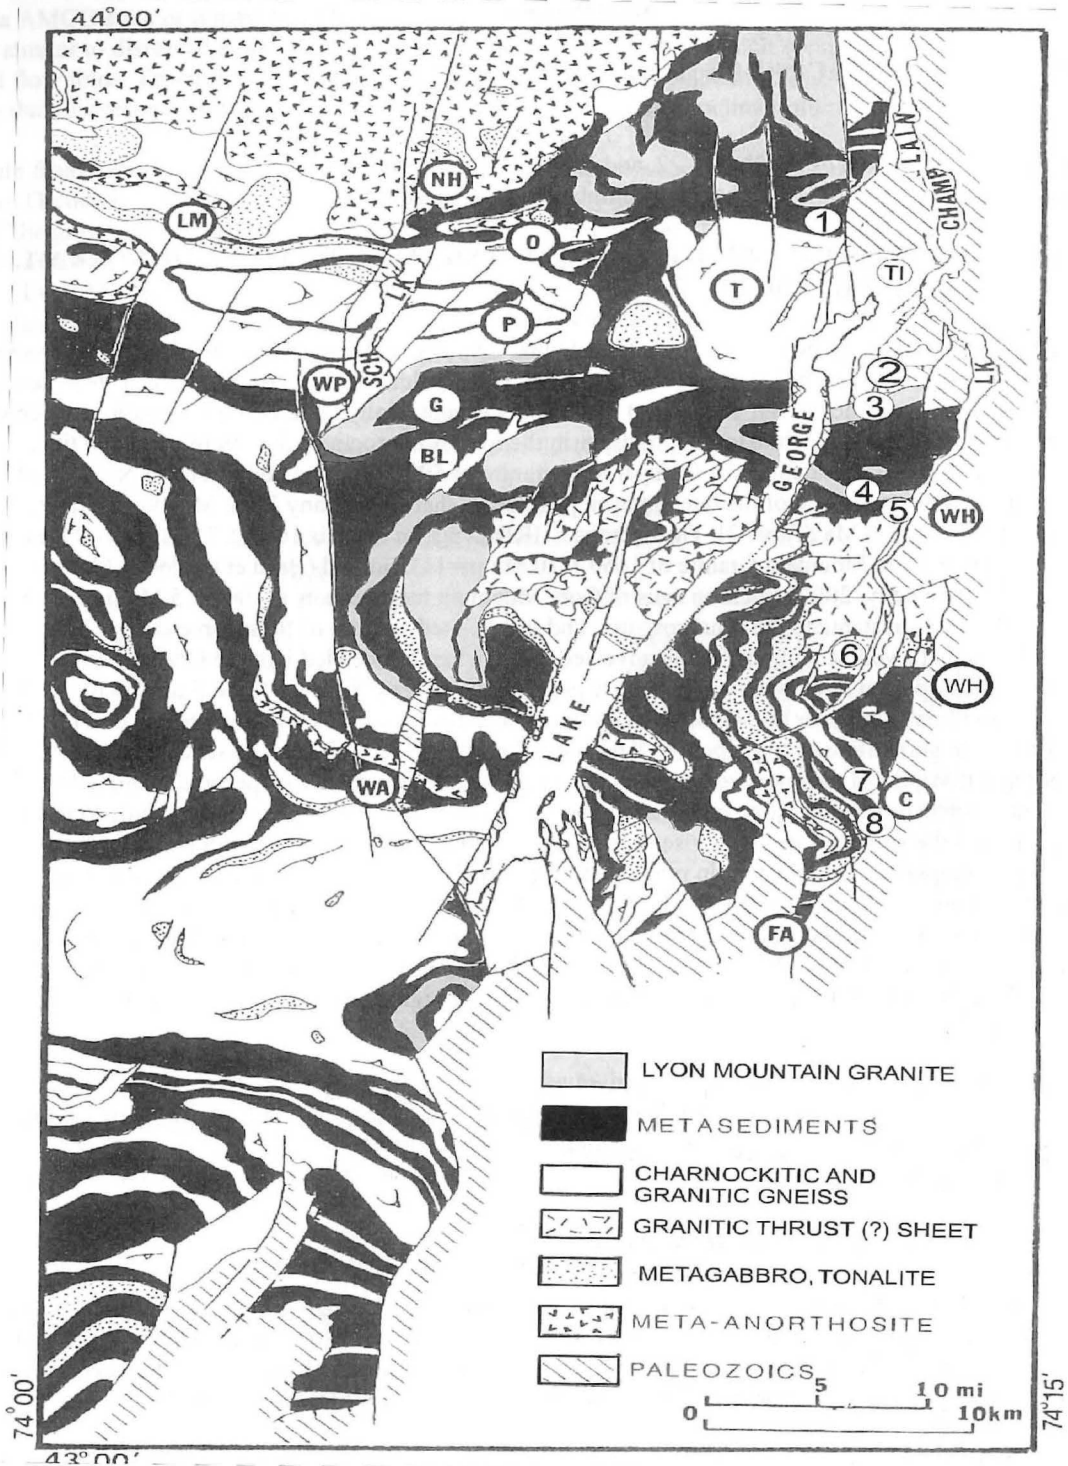 44°00'
NH
LM
O
1
LAIN
CHAMP
TI
T
LK
P
SCH
WP
2
LK
G
3
GEORGE
BL
4
5
WH
6
WH
LAKE
WA
7
C
8
FA
LYON MOUNTAIN GRANITE
METASEDIMENTS
CHARNOCKITIC AND
GRANITIC GNEISS
GRANITIC THRUST (?) SHEET
METAGABBRO, TONALITE
META-ANORTHOSITE
PALEOZOICS
5
10 mi
0
10km
74°00'
74°15'
43°00'